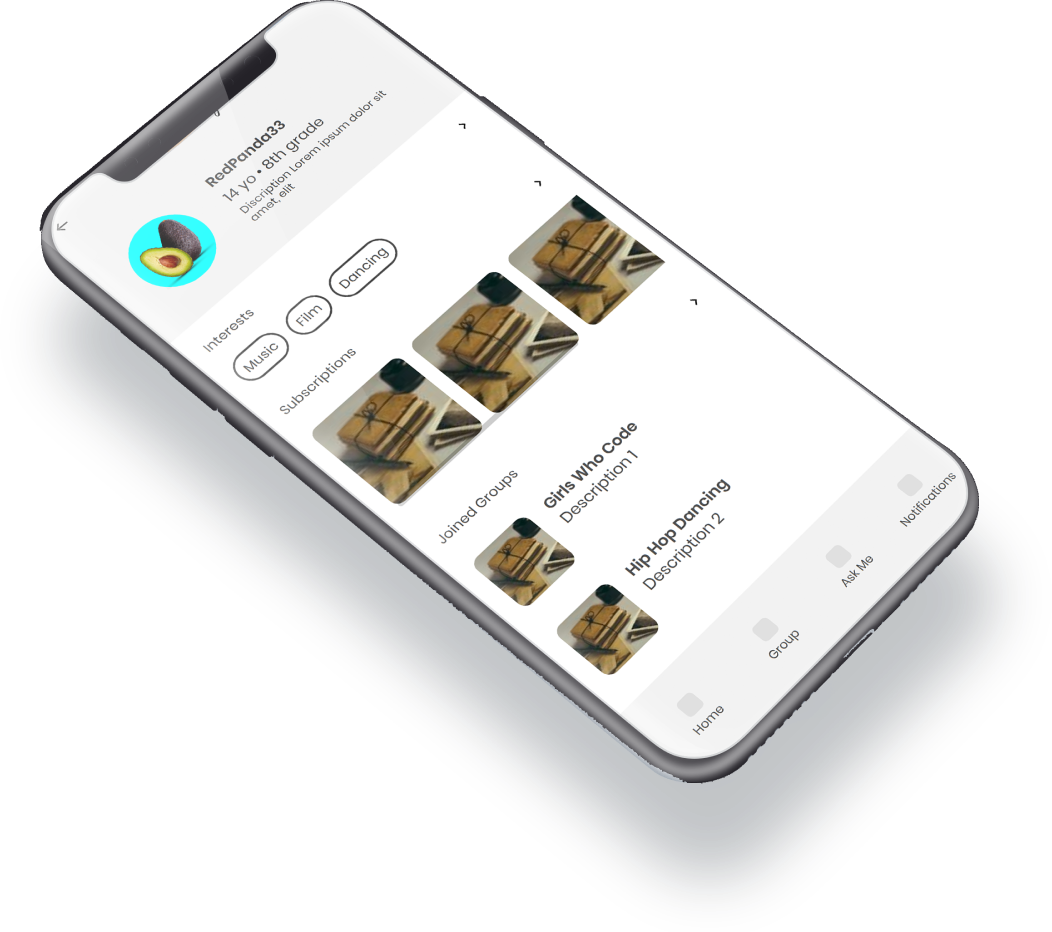 RedPanda33
14 yo • 8th grade
Discription Lorem ipsum dolor sit
amet, elit
Interests
Music
Film
Dancing
Subscriptions
Joined Groups
Girls Who Code
Description 1
Hip Hop Dancing
Description 2
Home
Group
Ask Me
Notifications